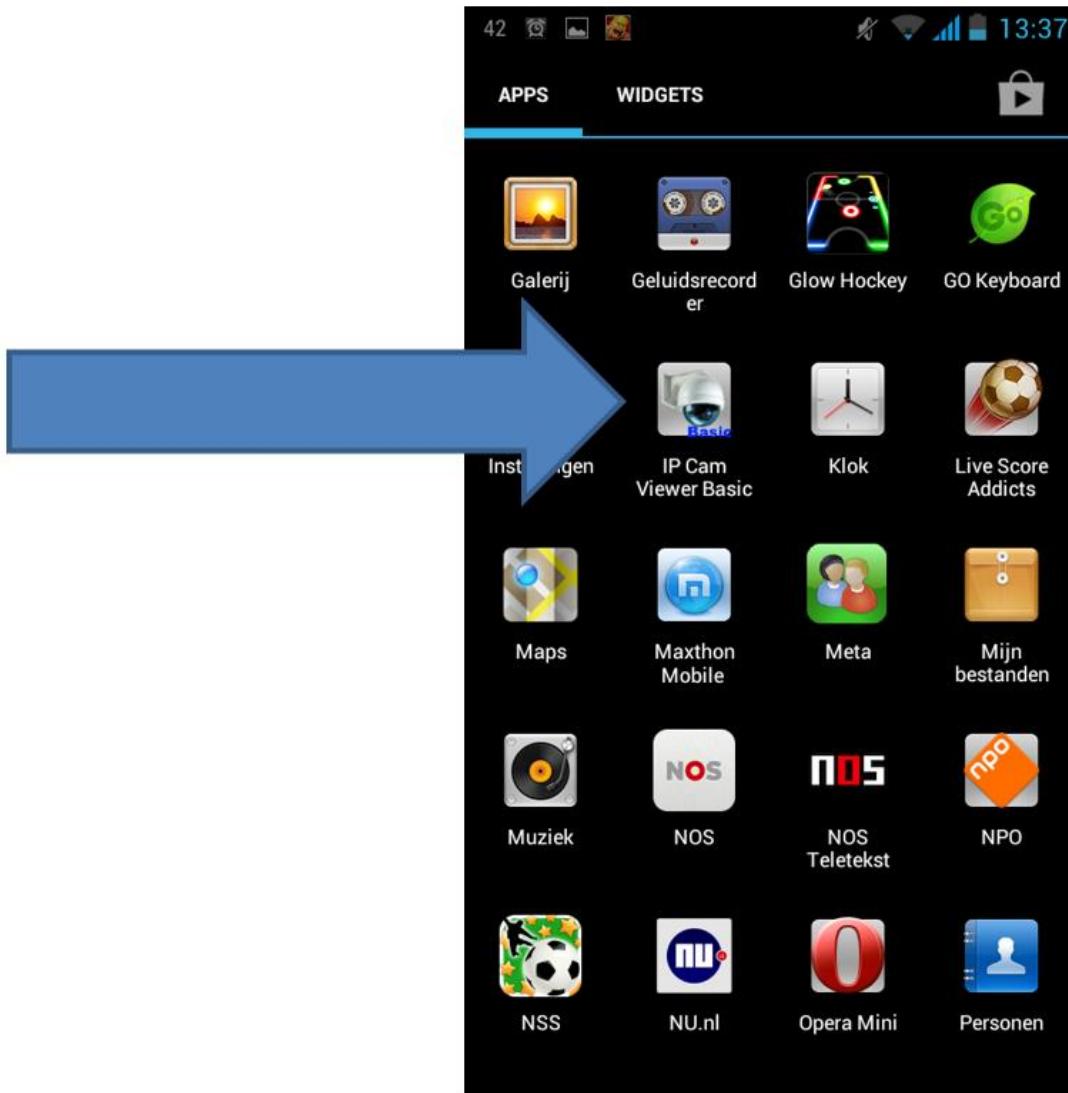 42 13:37
APPS WIDGETS
Galerij Geluidsrecord Glow Hockey GO Keyboard
er
GO
Basic
IP Cam Klok Live Score
Viewer Basic Addicts
m
Maps Maxthon Meta Mijn
Mobile bestanden
NOS nos npo
Muziek NOS NOS NPO
Teletekst
nu
NSS NU.nl Opera Mini Personen